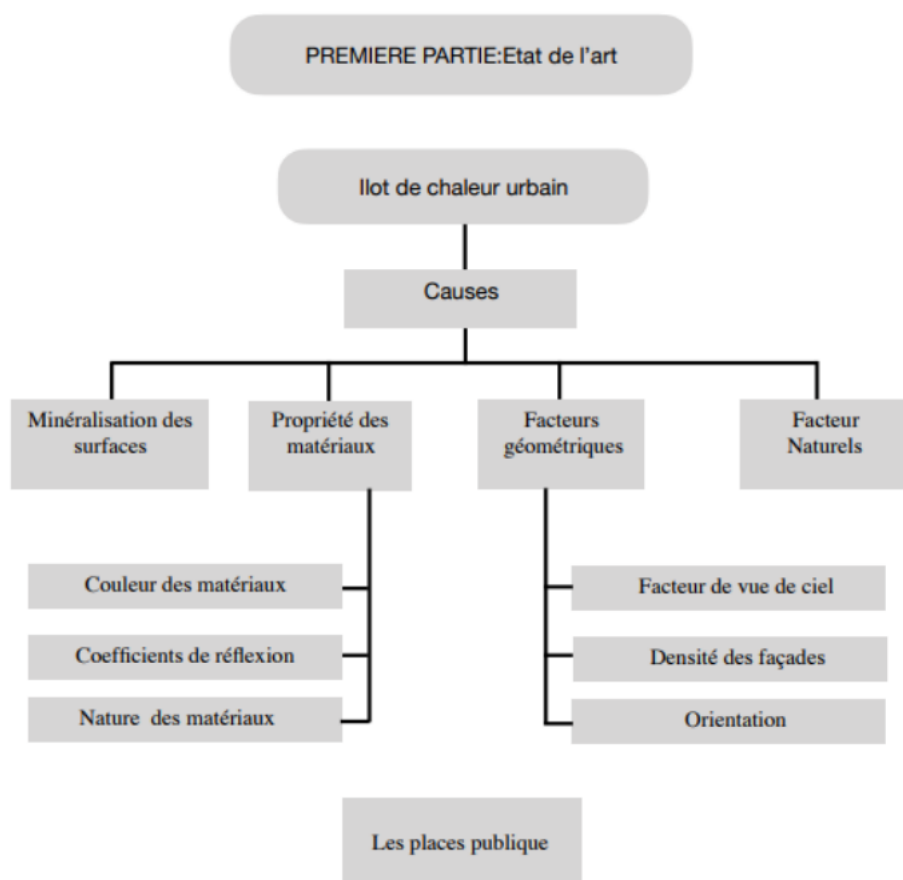 PREMIERE PARTIE:Etat de l'art
Ilot de chaleur urbain
Causes
Minéralisation des
surfaces
Propriété des
matériaux
Facteurs
géométriques
Facteur
Naturels
Couleur des matériaux
Coefficients de réflexion
Nature des matériaux
Facteur de vue de ciel
Densité des façades
Orientation
Les places publique